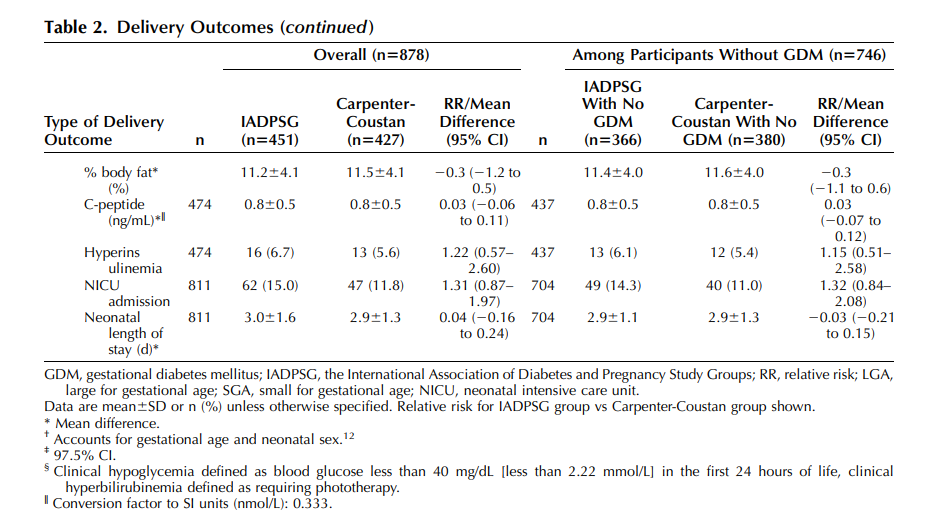 Table 2. Delivery Outcomes (continued)
Overall (n=878) Among Participants Without GDM (n=746)
Type of Delivery Outcome n IADPSG (n=451) Carpenter-Coustan (n=427) RR/Mean Difference (95% CI) n IADPSG With No GDM (n=366) Carpenter-Coustan With No GDM (n=380) RR/Mean Difference (95% CI)
% body fat* 11.2±4.1 11.5±4.1 −0.3 (−1.2 to 11.4±4.0 11.6±4.0 −0.3
(%) 0.5) (−1.1 to 0.6)
C-peptide 474 0.8±0.5 0.8±0.5 0.03 (−0.06 437 0.8±0.5 0.8±0.5 0.03
(ng/mL)*‖ to 0.11) (−0.07 to
0.12)
Hyperins 474 16 (6.7) 13 (5.6) 1.22 (0.57– 437 13 (6.1) 12 (5.4) 1.15 (0.51–
ulinemia 2.60) 2.58)
NICU 811 62 (15.0) 47 (11.8) 1.31 (0.87– 704 49 (14.3) 40 (11.0) 1.32 (0.84–
admission 1.97) 2.08)
Neonatal 811 3.0±1.6 2.9±1.3 0.04 (−0.16 704 2.9±1.1 2.9±1.3 −0.03 (−0.21
length of to 0.24) to 0.15)
stay (d)*
GDM, gestational diabetes mellitus; IADPSG, the International Association of Diabetes and Pregnancy Study Groups; RR, relative risk; LGA,
large for gestational age; SGA, small for gestational age; NICU, neonatal intensive care unit.
Data are mean±SD or n (%) unless otherwise specified. Relative risk for IADPSG group vs Carpenter-Coustan group shown.
* Mean difference.
† Accounts for gestational age and neonatal sex.12
‡ 97.5% CI.
§ Clinical hypoglycemia defined as blood glucose less than 40 mg/dL [less than 2.22 mmol/L] in the first 24 hours of life, clinical
hyperbilirubinemia defined as requiring phototherapy.
‖ Conversion factor to SI units (nmol/L): 0.333.